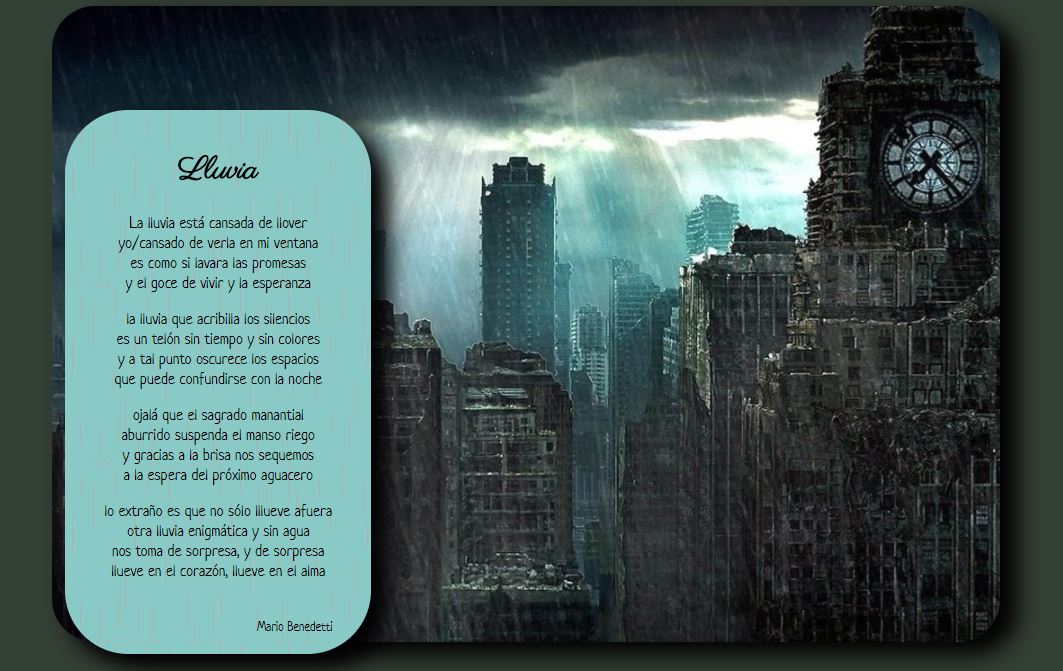 Lluvia
La lluvia está cansada de llover
yo/cansado de verla en mi ventana
es como si lavara las promesas
y el goce de vivir y la esperanza
la lluvia que acribilla los silencios
es un telón sin tiempo y sin colores
y a tal punto oscurece los espacios
que puede confundirse con la noche
ojalá que el sagrado manantial
aburrido suspenda el manso riego
y gracias a la brisa nos sequemos
a la espera del próximo aguacero
lo extraño es que no sólo lllueve afuera
otra lluvia enigmática y sin agua
nos toma de sorpresa, y de sorpresa
llueve en el corazón, llueve en el alma
Mario Benedetti